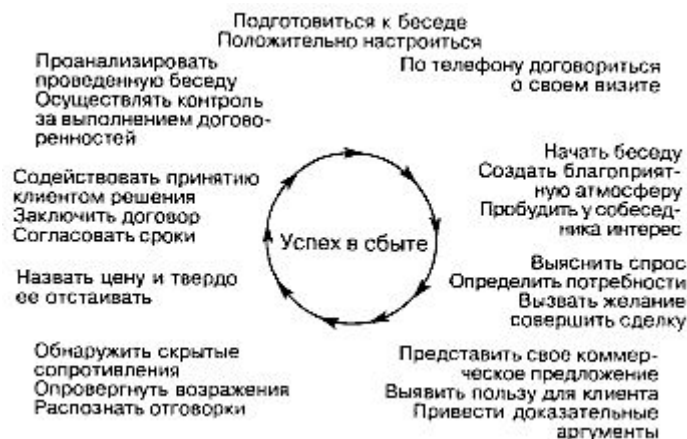 Подготовиться к беседе
Положительно настроиться
По телефону договориться
о своем визите
Начать беседу
Создать благоприят-
ную атмосферу
Пробудить у собесед-
ника интерес
Выяснить спрос
Определить потребности
Вызвать желание
совершить сделку
Представить свое коммер-
ческое предложение
Выявить пользу для клиента
Привести доказательные
аргументы
Обнаружить скрытые
сопротивления
Опровергнуть возражения
Распознать отговорки
Назвать цену и твердо
ее отстаивать
Содействовать принятию
клиентом решения
Заключить договор
Согласовать сроки
Проанализировать
проведенную беседу
Осуществлять контроль
за выполнением догово-
ренностей
Успех в сбыте